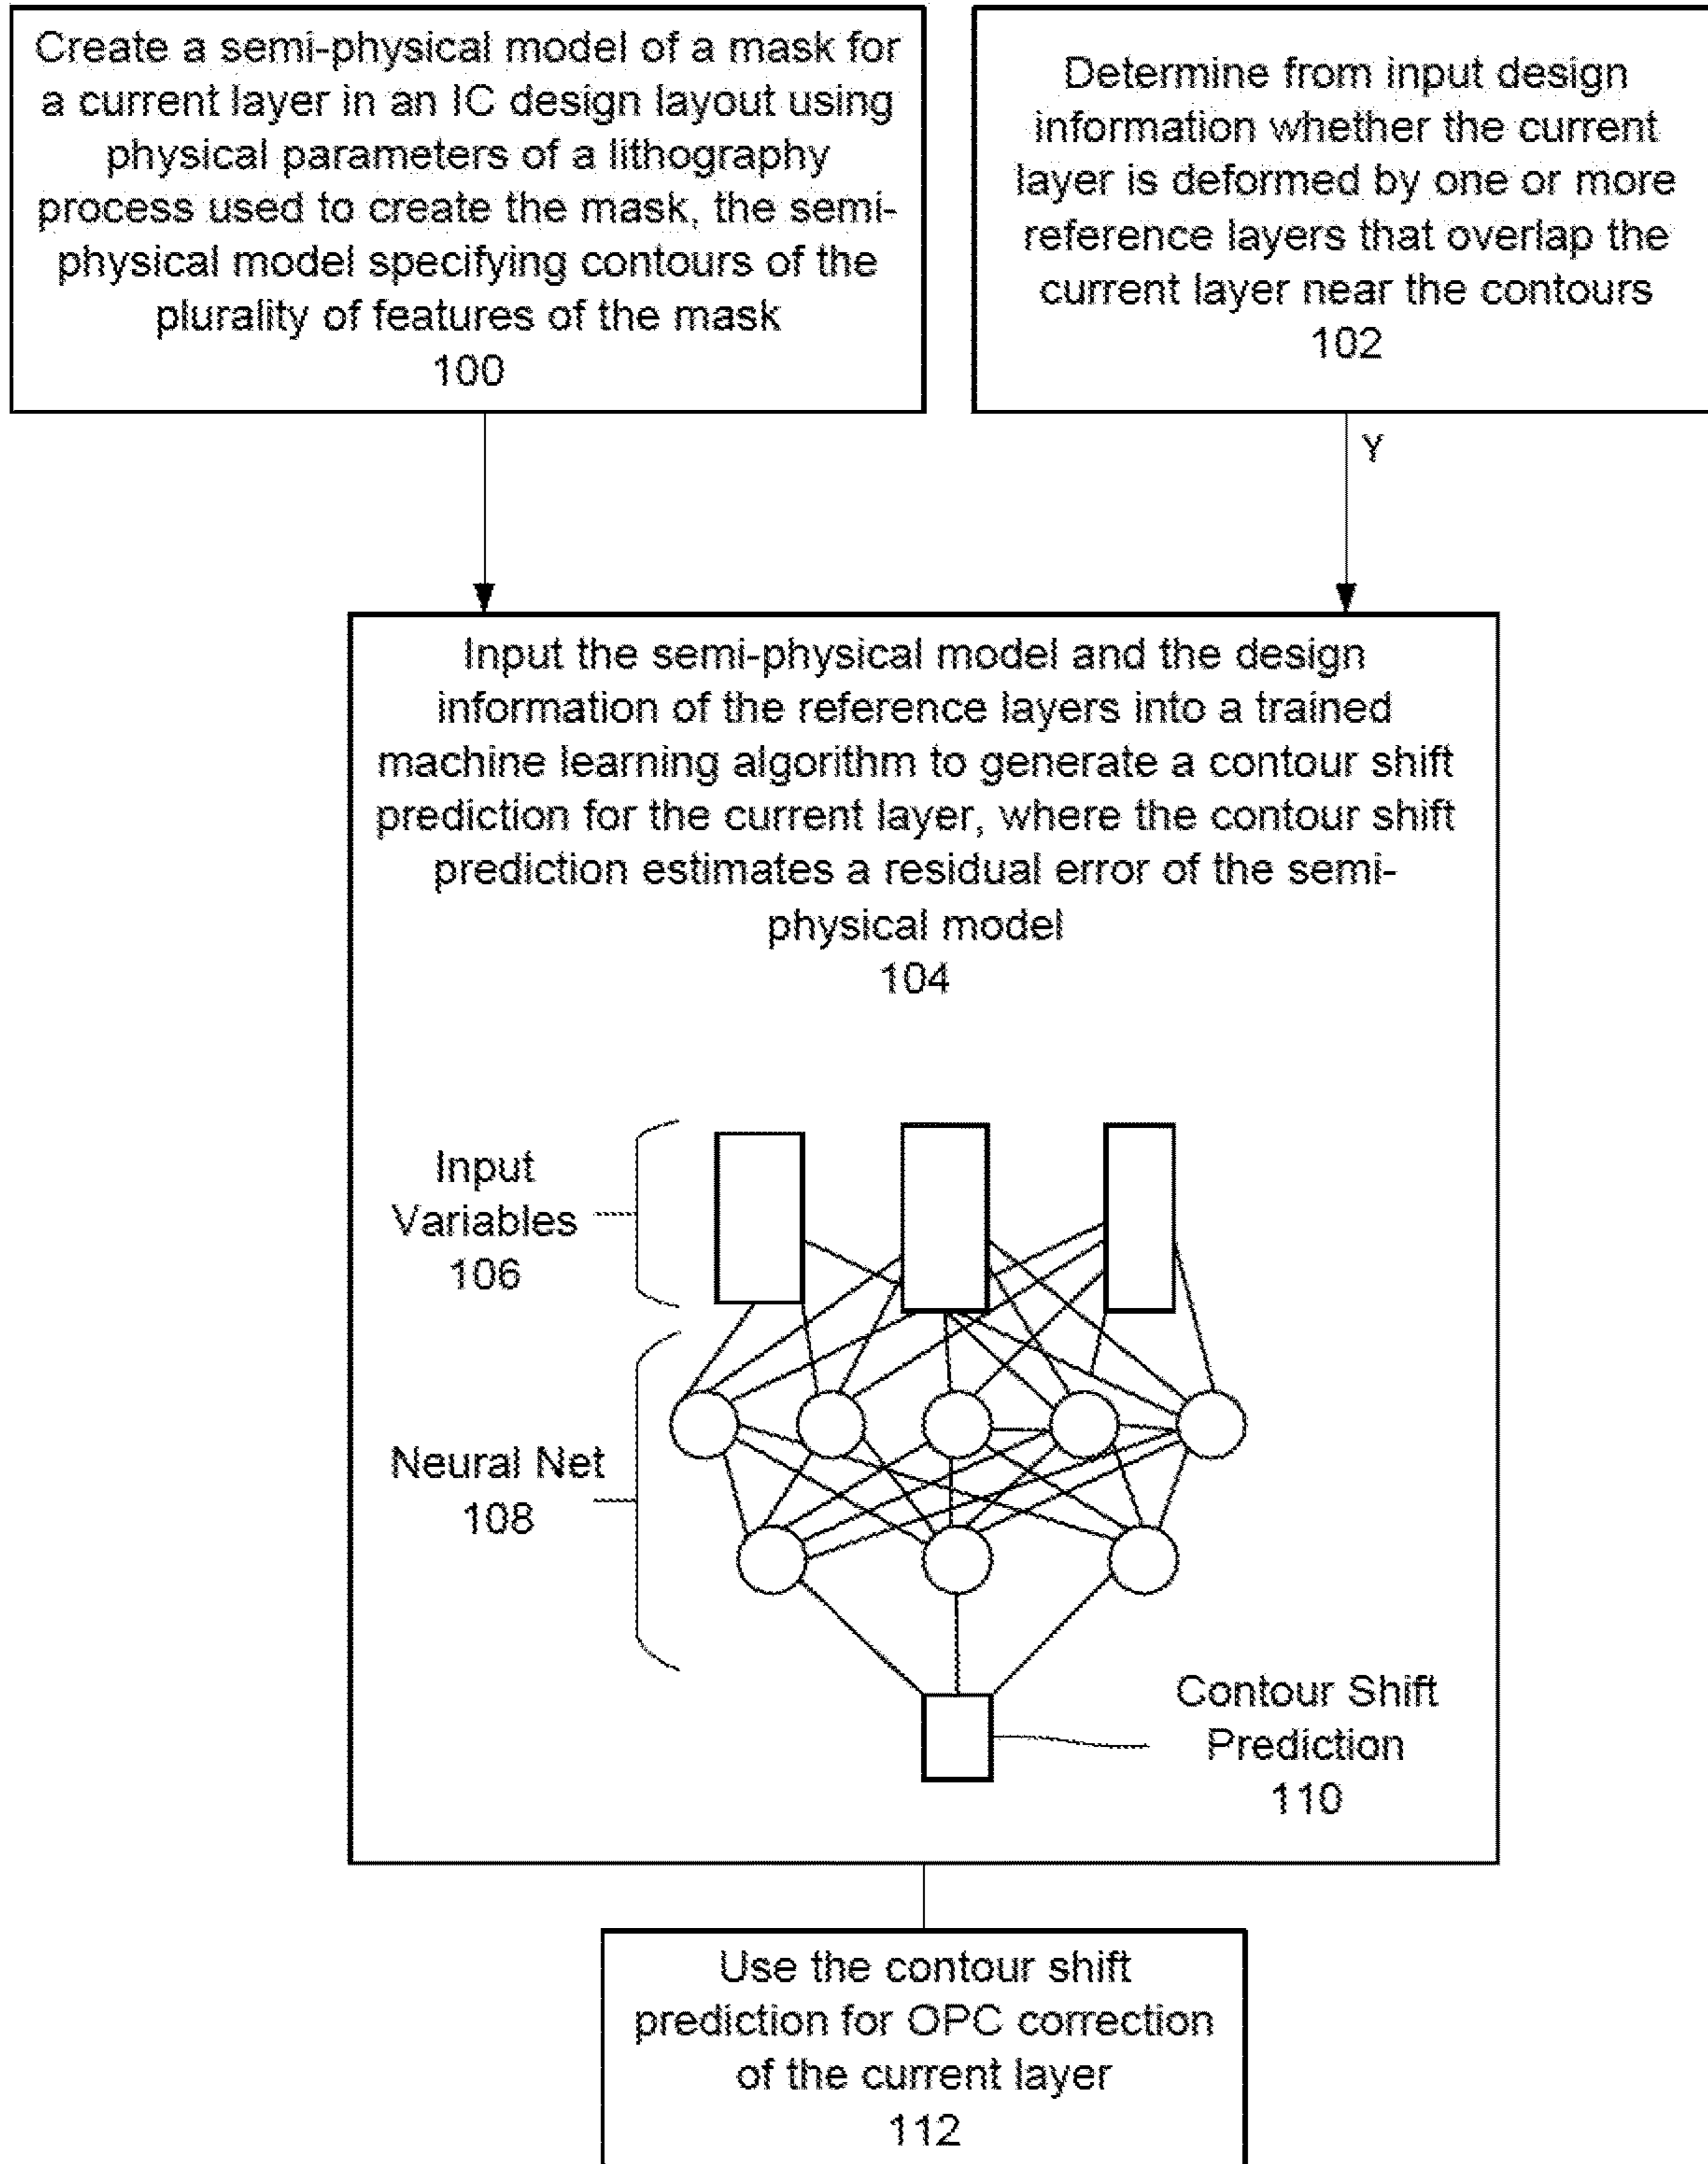 Create a semi-physical model of a mask for
a current layer in an IC design layout using
physical parameters of a lithography
process used to create the mask, the semi-
physical model specifying contours of the
plurality of features of the mask
100
Determine from input design
information whether the current
layer is deformed by one or more
reference layers that overlap the
current layer near the contours
102
Y
Input the semi-physical model and the design
information of the reference layers into a trained
machine learning algorithm to generate a contour shift
prediction for the current layer, where the contour shift
prediction estimates a residual error of the semi-
physical model
104
Input
Variables
106
Neural Net
108
Contour Shift
Prediction
110
Use the contour shift
prediction for OPC correction
of the current layer
112